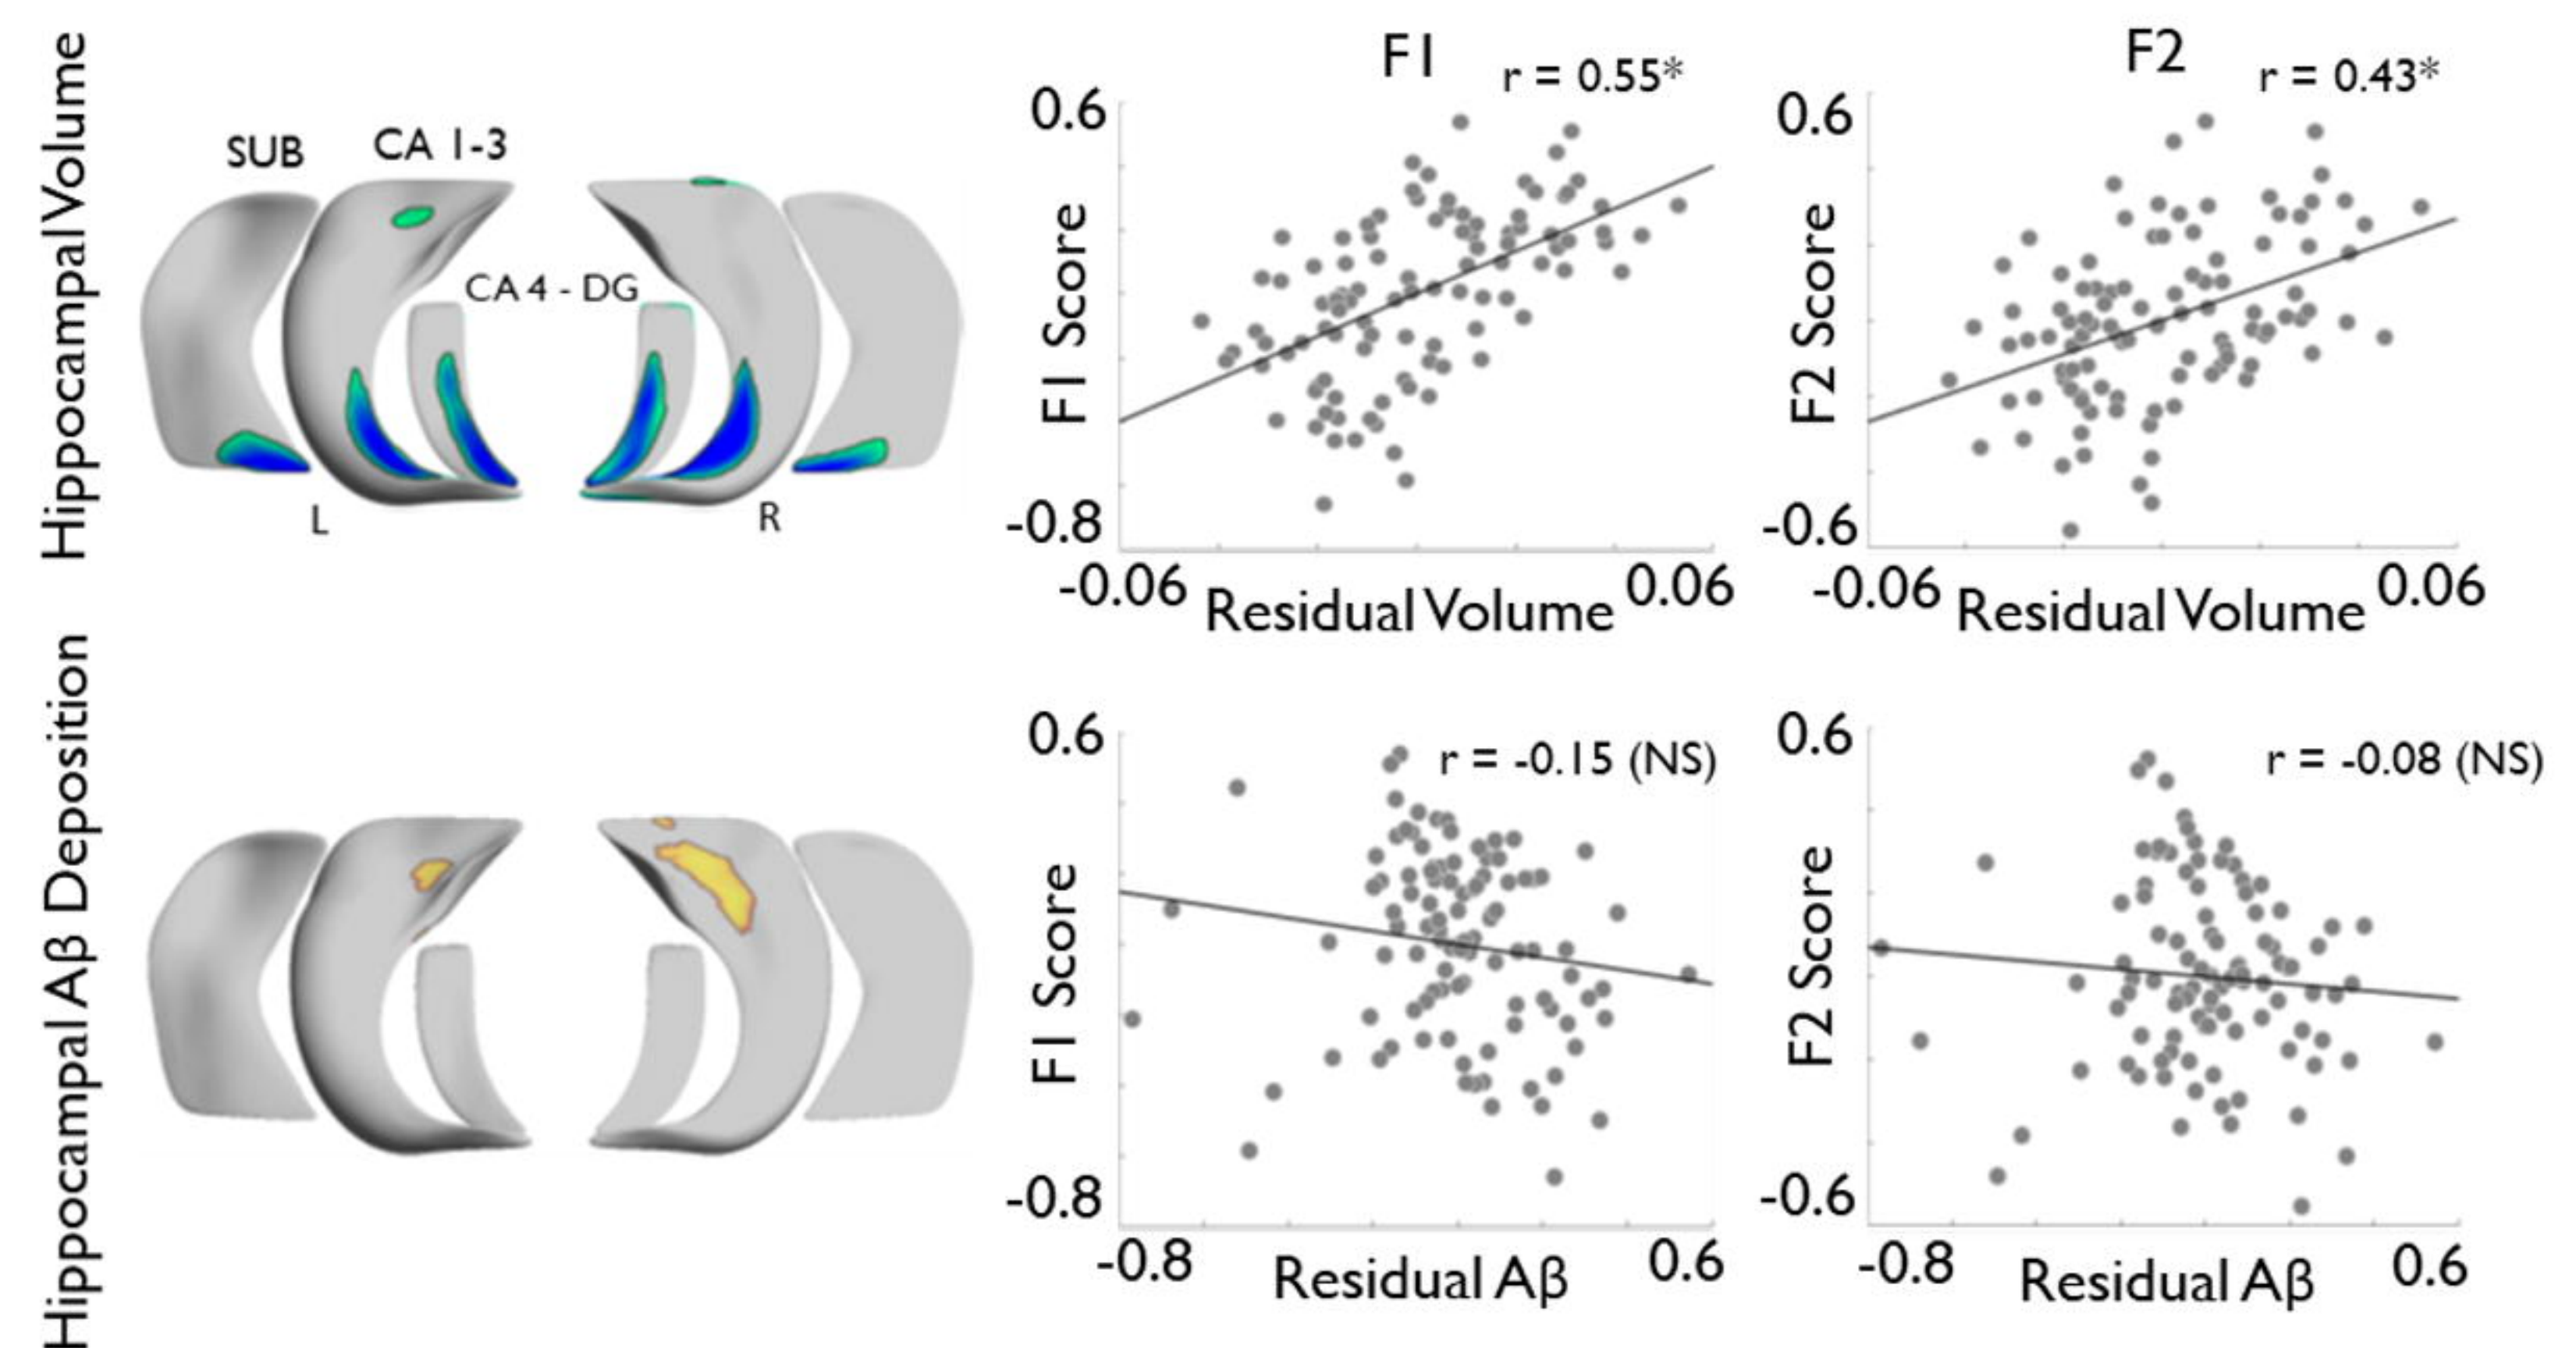 Hippocampal Volume
SUB
CA 1-3
CA 4 - DG
L
R
F1
r = 0.55*
0.6
F1 Score
-0.8
-0.06
Residual Volume
0.06
F2
r = 0.43*
0.6
F2 Score
-0.6
-0.06
Residual Volume
0.06
Hippocampal Aβ Deposition
0.6
r = -0.15 (NS)
F1 Score
-0.8
-0.8
Residual Aβ
0.6
0.6
r = -0.08 (NS)
F2 Score
-0.6
-0.8
Residual Aβ
0.6